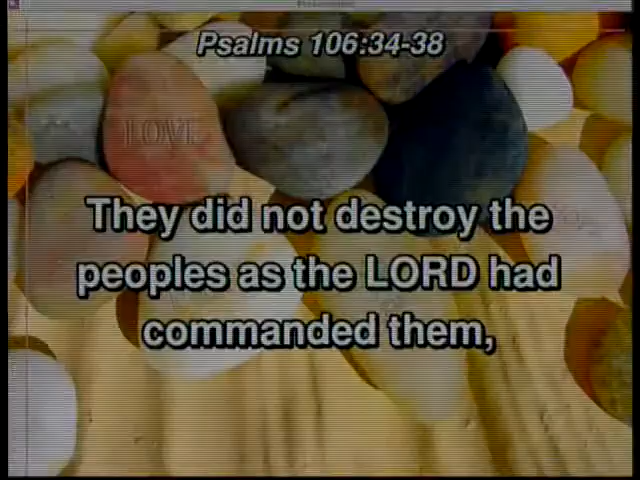 Psalms 106:34-38
LOVE
They did not destroy the
peoples as the LORD had
commanded them,